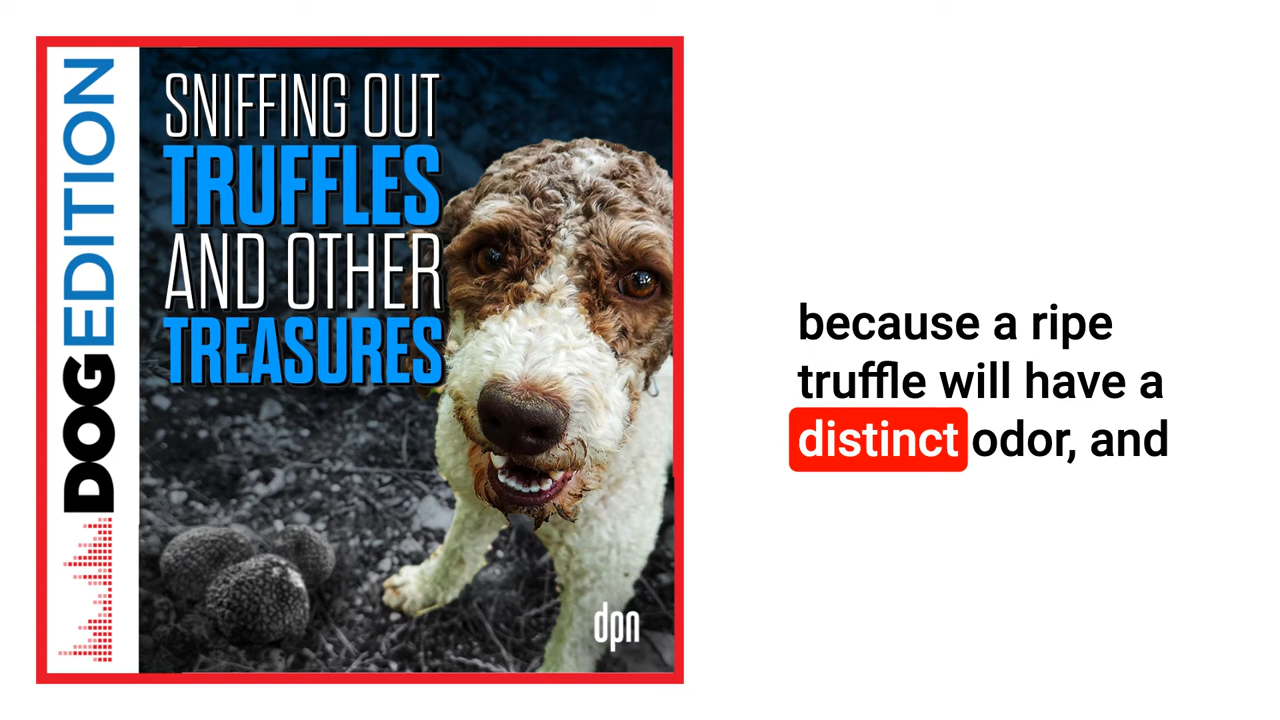 DOGEDITION
SNIFFING OUT
TRUFFLES
AND OTHER
TREASURES
dpn
because a ripe
truffle will have a
distinct odor, and